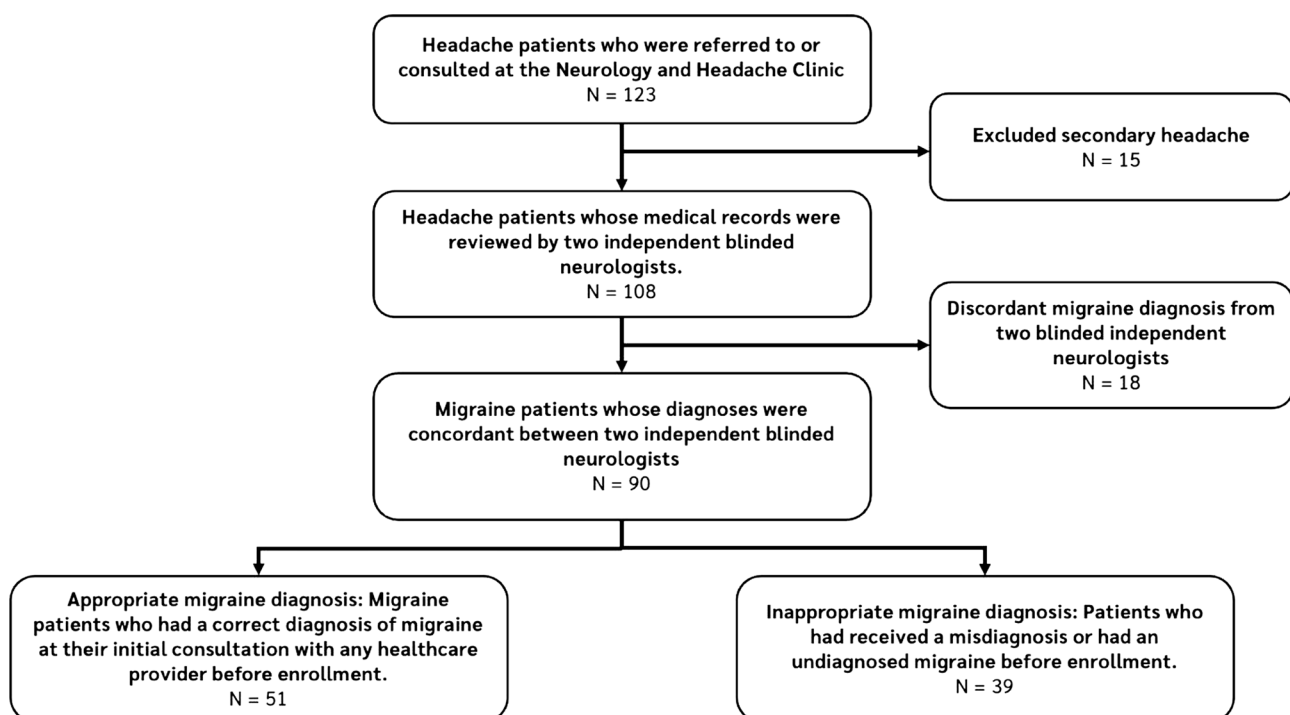 Headache patients who were referred to or
consulted at the Neurology and Headache Clinic
N = 123
Excluded secondary headache
N = 15
Headache patients whose medical records were
reviewed by two independent blinded
neurologists.
N = 108
Discordant migraine diagnosis from
two blinded independent
neurologists
N = 18
Migraine patients whose diagnoses were
concordant between two independent blinded
neurologists
N = 90
Appropriate migraine diagnosis: Migraine
patients who had a correct diagnosis of migraine
at their initial consultation with any healthcare
provider before enrollment.
N = 51
Inappropriate migraine diagnosis: Patients who
had received a misdiagnosis or had an
undiagnosed migraine before enrollment.
N = 39